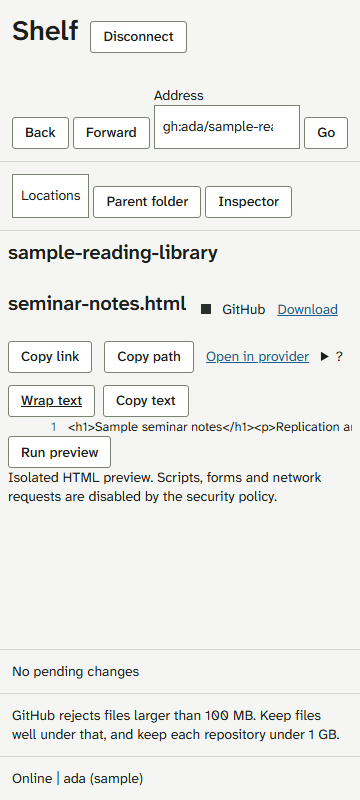 Shelf
Disconnect
Address
Back
Forward
gh:ada/sample-rea
Go
Locations
Parent folder
Inspector
sample-reading-library
seminar-notes.html
GitHub
Download
Copy link
Copy path
Open in provider
?
Wrap text
Copy text
1 <h1>Sample seminar notes</h1><p>Replication a
Run preview
Isolated HTML preview. Scripts, forms and network
requests are disabled by the security policy.
No pending changes
GitHub rejects files larger than 100 MB. Keep files
well under that, and keep each repository under 1 GB.
Online | ada (sample)